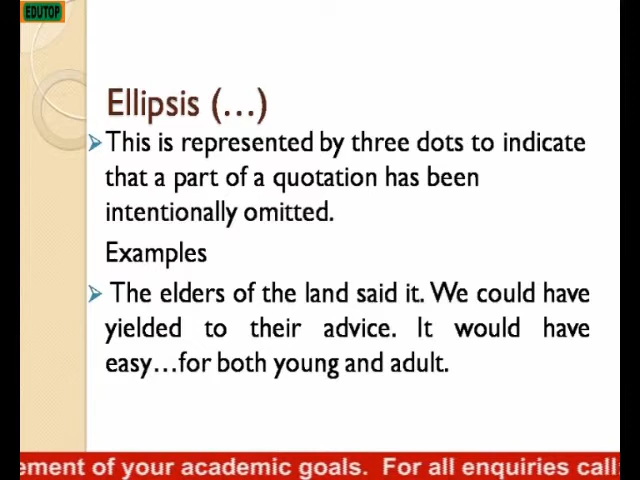 EDUTOP
Ellipsis (…)
This is represented by three dots to indicate
that a part of a quotation has been
intentionally omitted.
Examples
The elders of the land said it. We could have
yielded to their advice. It would have
easy…for both young and adult.
ement of your academic goals. For all enquiries call